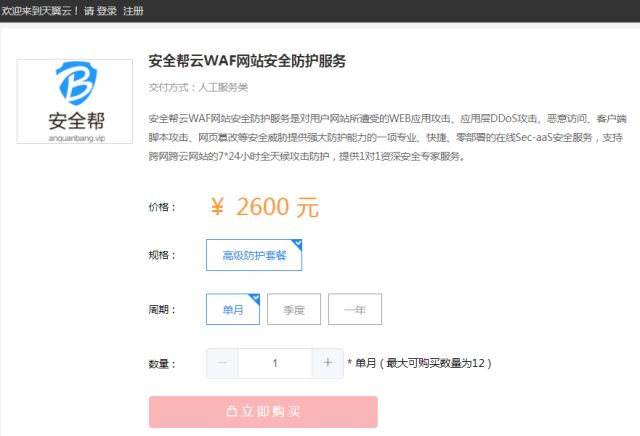 欢迎来到天翼云！ 请 登录 注册
安全帮云WAF网站安全防护服务
交付方式：人工服务类
安全帮
anquanbang.vip
安全帮云WAF网站安全防护服务是对用户网站所遭受的WEB应用攻击、应用层DDoS攻击、恶意访问、客户端
脚本攻击、网页篡改等安全威胁提供强大防护能力的一项专业、快捷、零部署的在线Sec-aaS安全服务，支持
跨网跨云网站的7*24小时全天候攻击防护，提供1对1资深安全专家服务。
价格： ¥ 2600 元
规格： 高级防护套餐
周期： 单月 季度 一年
数量： − 1 + * 单月 ( 最大可购买数量为12 )
立即购买